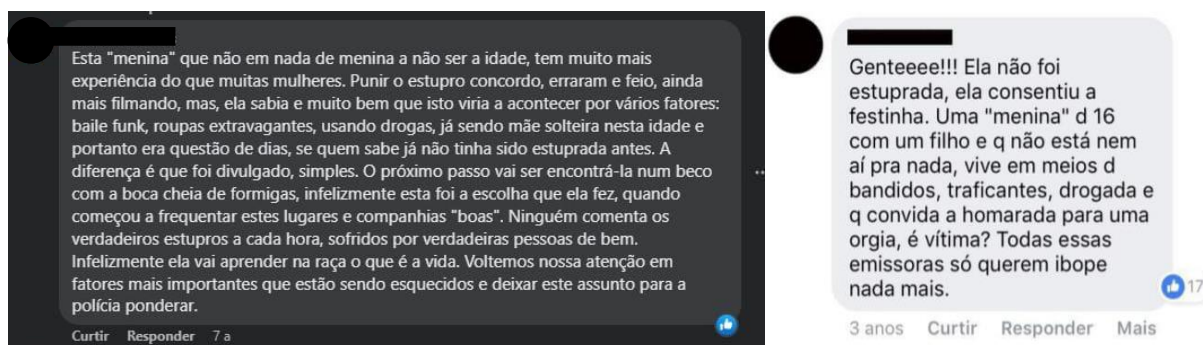 Esta "menina" que não em nada de menina a não ser a idade, tem muito mais
experiência do que muitas mulheres. Punir o estupro concordo, erraram e feio, ainda
mais filmando, mas, ela sabia e muito bem que isto viria a acontecer por vários fatores:
baile funk, roupas extravagantes, usando drogas, já sendo mãe solteira nesta idade e
portanto era questão de dias, se quem sabe já não tinha sido estuprada antes. A
diferença é que foi divulgado, simples. O próximo passo vai ser encontrá-la num beco
com a boca cheia de formigas, infelizmente esta foi a escolha que ela fez, quando
começou a frequentar estes lugares e companhias "boas". Ninguém comenta os
verdadeiros estupros a cada hora, sofridos por verdadeiras pessoas de bem.
Infelizmente ela vai aprender na raça o que é a vida. Voltemos nossa atenção em
fatores mais importantes que estão sendo esquecidos e deixar este assunto para a
polícia ponderar.
Curtir Responder 7 a
Genteeee!!! Ela não foi
estuprada, ela consentiu a
festinha. Uma "menina" d 16
com um filho e q não está nem
aí pra nada, vive em meios d
bandidos, traficantes, drogada e
q convida a homarada para uma
orgia, é vítima? Todas essas
emissoras só querem ibope
nada mais.
17
3 anos Curtir Responder Mais